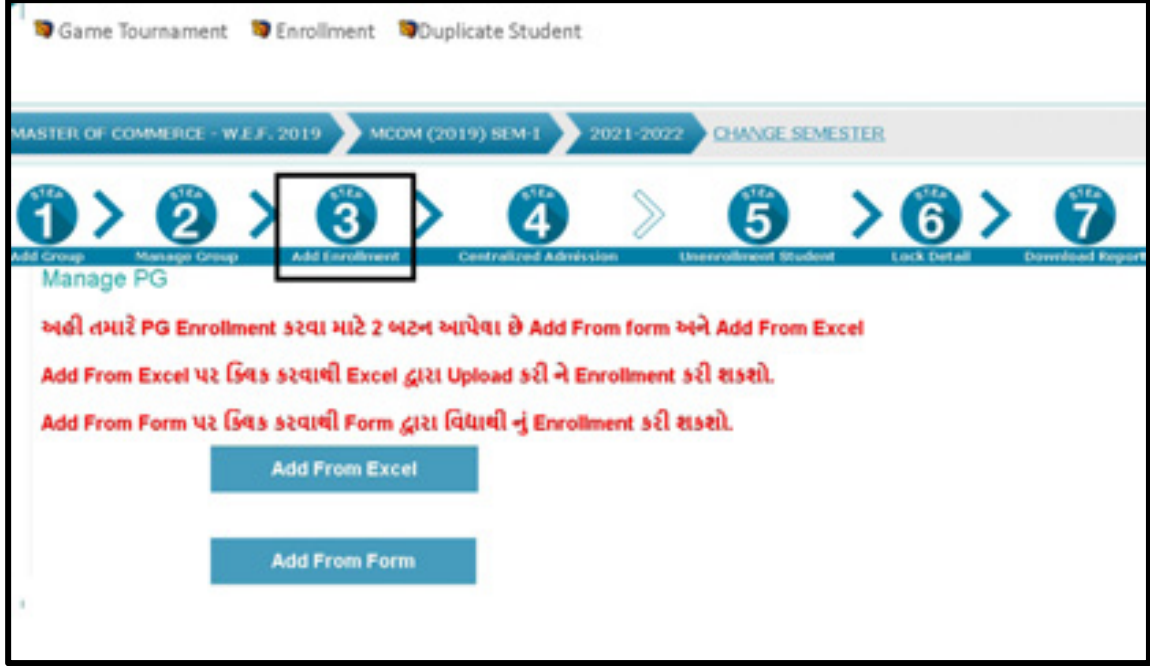 Game Tournament Enrollment Duplicate Student
MASTER OF COMMERCE - W.E.F. 2019 MCOM (2019) SEM-1 2021-2022 CHANGE SEMESTER
STEP STEP STEP STEP STEP STEP STEP
1 2 3 4 5 6 7
Add Group Manage Group Add Enrollment Centralized Admission Unenrollment Student Lock Detail Download Report
Manage PG
અહી તમારે PG Enrollment કરવા માટે 2 બટન આપેલા છે Add From form અને Add From Excel
Add From Excel પર ક્લિક કરવાથી Excel દ્વારા Upload કરી ને Enrollment કરી શકશો.
Add From Form પર ક્લિક કરવાથી Form દ્વારા વિધાથી નું Enrollment કરી શકશો.
Add From Excel
Add From Form